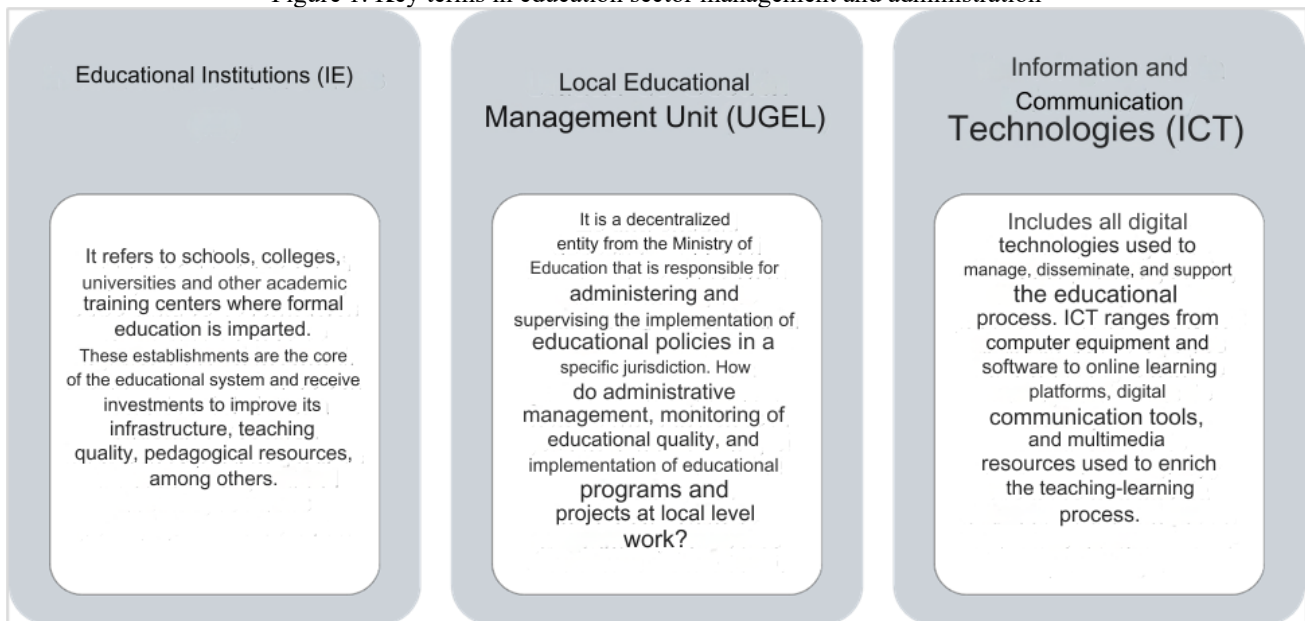 Figure 1. Key terms in education sector management and administration
Educational Institutions (IE)
It refers to schools, colleges,
universities and other academic
training centers where formal
education is imparted.
These establishments are the core
of the educational system and receive
investments to improve its
infrastructure, teaching
quality, pedagogical resources,
among others.
Local Educational
Management Unit (UGEL)
It is a decentralized
entity from the Ministry of
Education that is responsible for
administering and
supervising the implementation of
educational policies in a
specific jurisdiction. How
do administrative
management, monitoring of
educational quality, and
implementation of educational
programs and
projects at local level
work?
Information and
Communication
Technologies (ICT)
Includes all digital
technologies used to
manage, disseminate, and support
the educational
process. ICT ranges from
computer equipment and
software to online learning
platforms, digital
communication tools,
and multimedia
resources used to enrich
the teaching-learning
process.